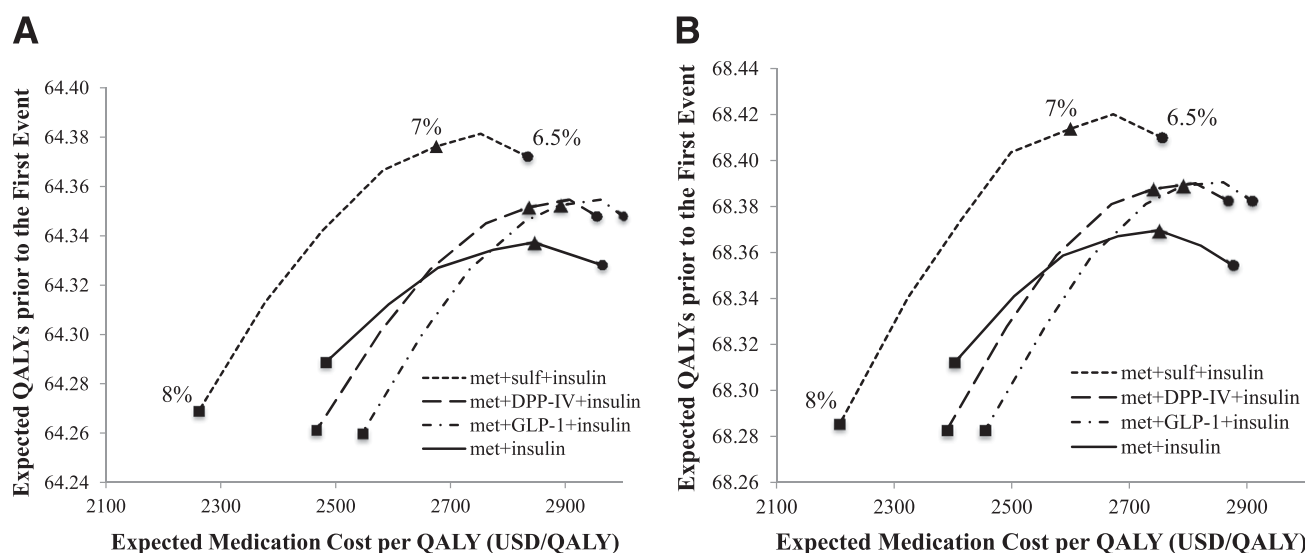 A
Expected QALYs prior to the First Event
64.40
64.38
64.36
64.34
64.33
64.30
64.28
64.26
64.24
7%
6.5%
8%
met+sulf+insulin
met+DPP-IV+insulin
met+GLP-1+insulin
met+insulin
2100
2300
2500
2700
2900
Expected Medication Cost per QALY (USD/QALY)
B
Expected QALYs prior to the First Event
68.44
68.42
68.40
68.38
68.36
68.34
68.32
68.30
68.28
68.26
7%
6.5%
8%
met+sulf+insulin
met+DPP-IV+insulin
met+GLP-1+insulin
met+insulin
2100
2300
2500
2700
2900
Expected Medication Cost per QALY (USD/QALY)